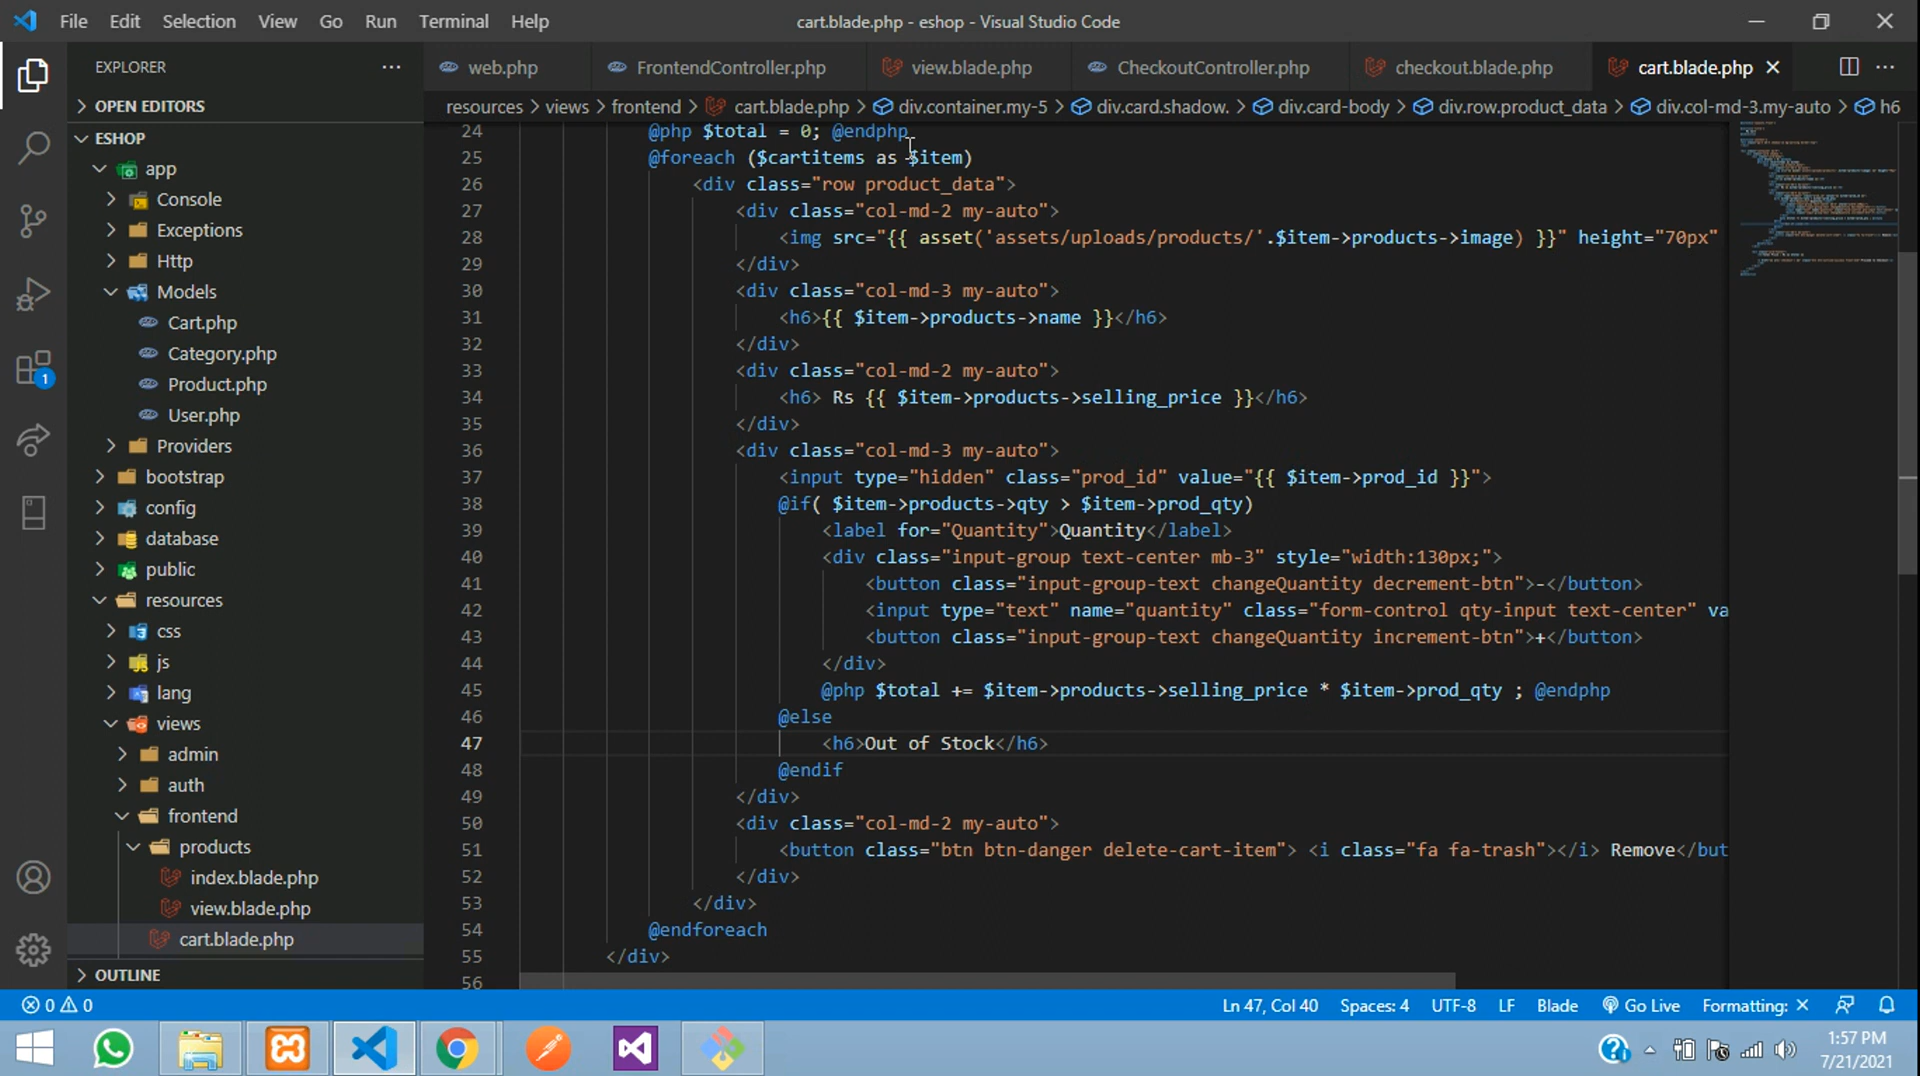 File Edit Selection View Go Run Terminal Help
cart.blade.php - eshop - Visual Studio Code
EXPLORER
web.php
FrontendController.php
view.blade.php
CheckoutController.php
checkout.blade.php
cart.blade.php
resources > views > frontend > cart.blade.php > div.container.my-5 > div.card.shadow. > div.card-body > div.row.product_data > div.col-md-3.my-auto > h6
OPEN EDITORS
ESHOP
app
Console
Exceptions
Http
Models
Cart.php
Category.php
Product.php
User.php
Providers
bootstrap
config
database
public
resources
css
js
lang
views
admin
auth
frontend
products
index.blade.php
view.blade.php
cart.blade.php
OUTLINE
24 @php $total = 0; @endphp
25 @foreach ($cartitems as $item)
26 <div class="row product_data">
27 <div class="col-md-2 my-auto">
28 <img src="{{ asset('assets/uploads/products/'.$item->products->image) }}" height="70px"
29 </div>
30 <div class="col-md-3 my-auto">
31 <h6>{{ $item->products->name }}</h6>
32 </div>
33 <div class="col-md-2 my-auto">
34 <h6> Rs {{ $item->products->selling_price }}</h6>
35 </div>
36 <div class="col-md-3 my-auto">
37 <input type="hidden" class="prod_id" value="{{ $item->prod_id }}">
38 @if( $item->products->qty > $item->prod_qty)
39 <label for="Quantity">Quantity</label>
40 <div class="input-group text-center mb-3" style="width:130px;">
41 <button class="input-group-text changeQuantity decrement-btn">-</button>
42 <input type="text" name="quantity" class="form-control qty-input text-center" va
43 <button class="input-group-text changeQuantity increment-btn">+</button>
44 </div>
45 @php $total += $item->products->selling_price * $item->prod_qty ; @endphp
46 @else
47 <h6>Out of Stock</h6>
48 @endif
49 </div>
50 <div class="col-md-2 my-auto">
51 <button class="btn btn-danger delete-cart-item"> <i class="fa fa-trash"></i> Remove</but
52 </div>
53 </div>
54 @endforeach
55 </div>
56
1
0 0
Ln 47, Col 40 Spaces: 4 UTF-8 LF Blade Go Live Formatting: ×
1:57 PM
7/21/2021